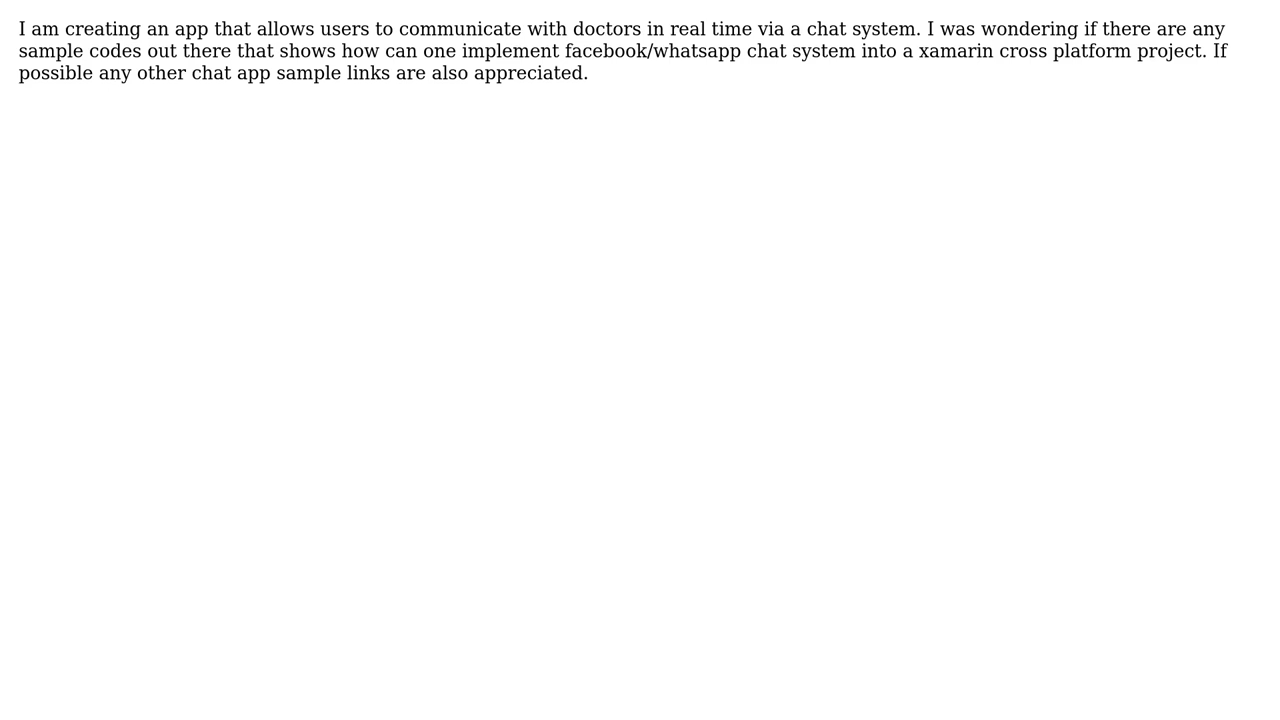 I am creating an app that allows users to communicate with doctors in real time via a chat system. I was wondering if there are any
sample codes out there that shows how can one implement facebook/whatsapp chat system into a xamarin cross platform project. If
possible any other chat app sample links are also appreciated.